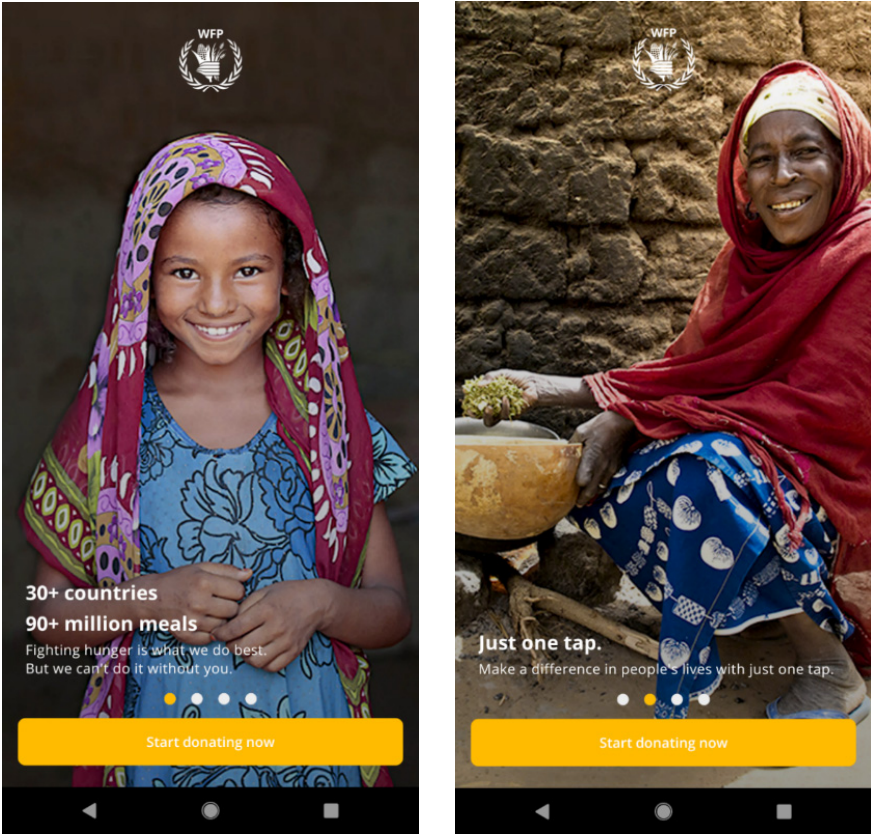 WFP
30+ countries
90+ million meals
Fighting hunger is what we do best.
But we can't do it without you.
Start donating now
WFP
Just one tap.
Make a difference in people's lives with just one tap.
Start donating now